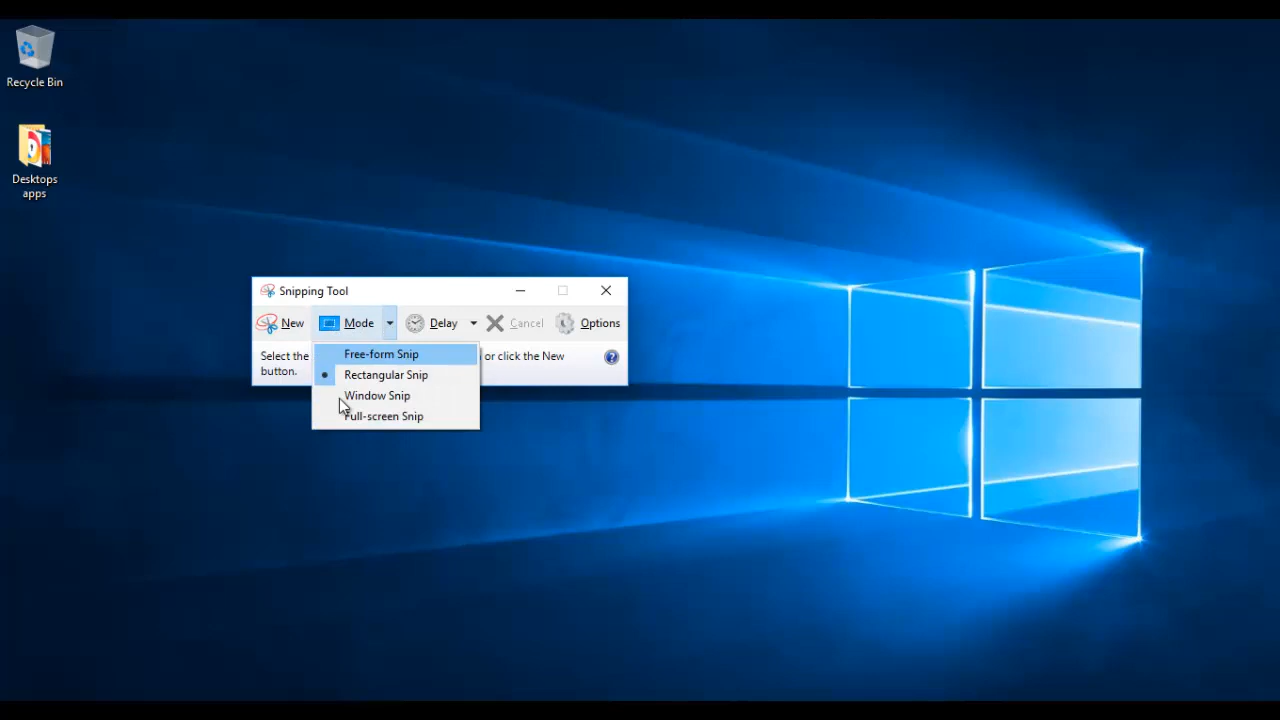 Recycle Bin
Desktops
apps
Snipping Tool
New Mode Delay Cancel Options
Select the or click the New
button.
Free-form Snip
Rectangular Snip
Window Snip
Full-screen Snip